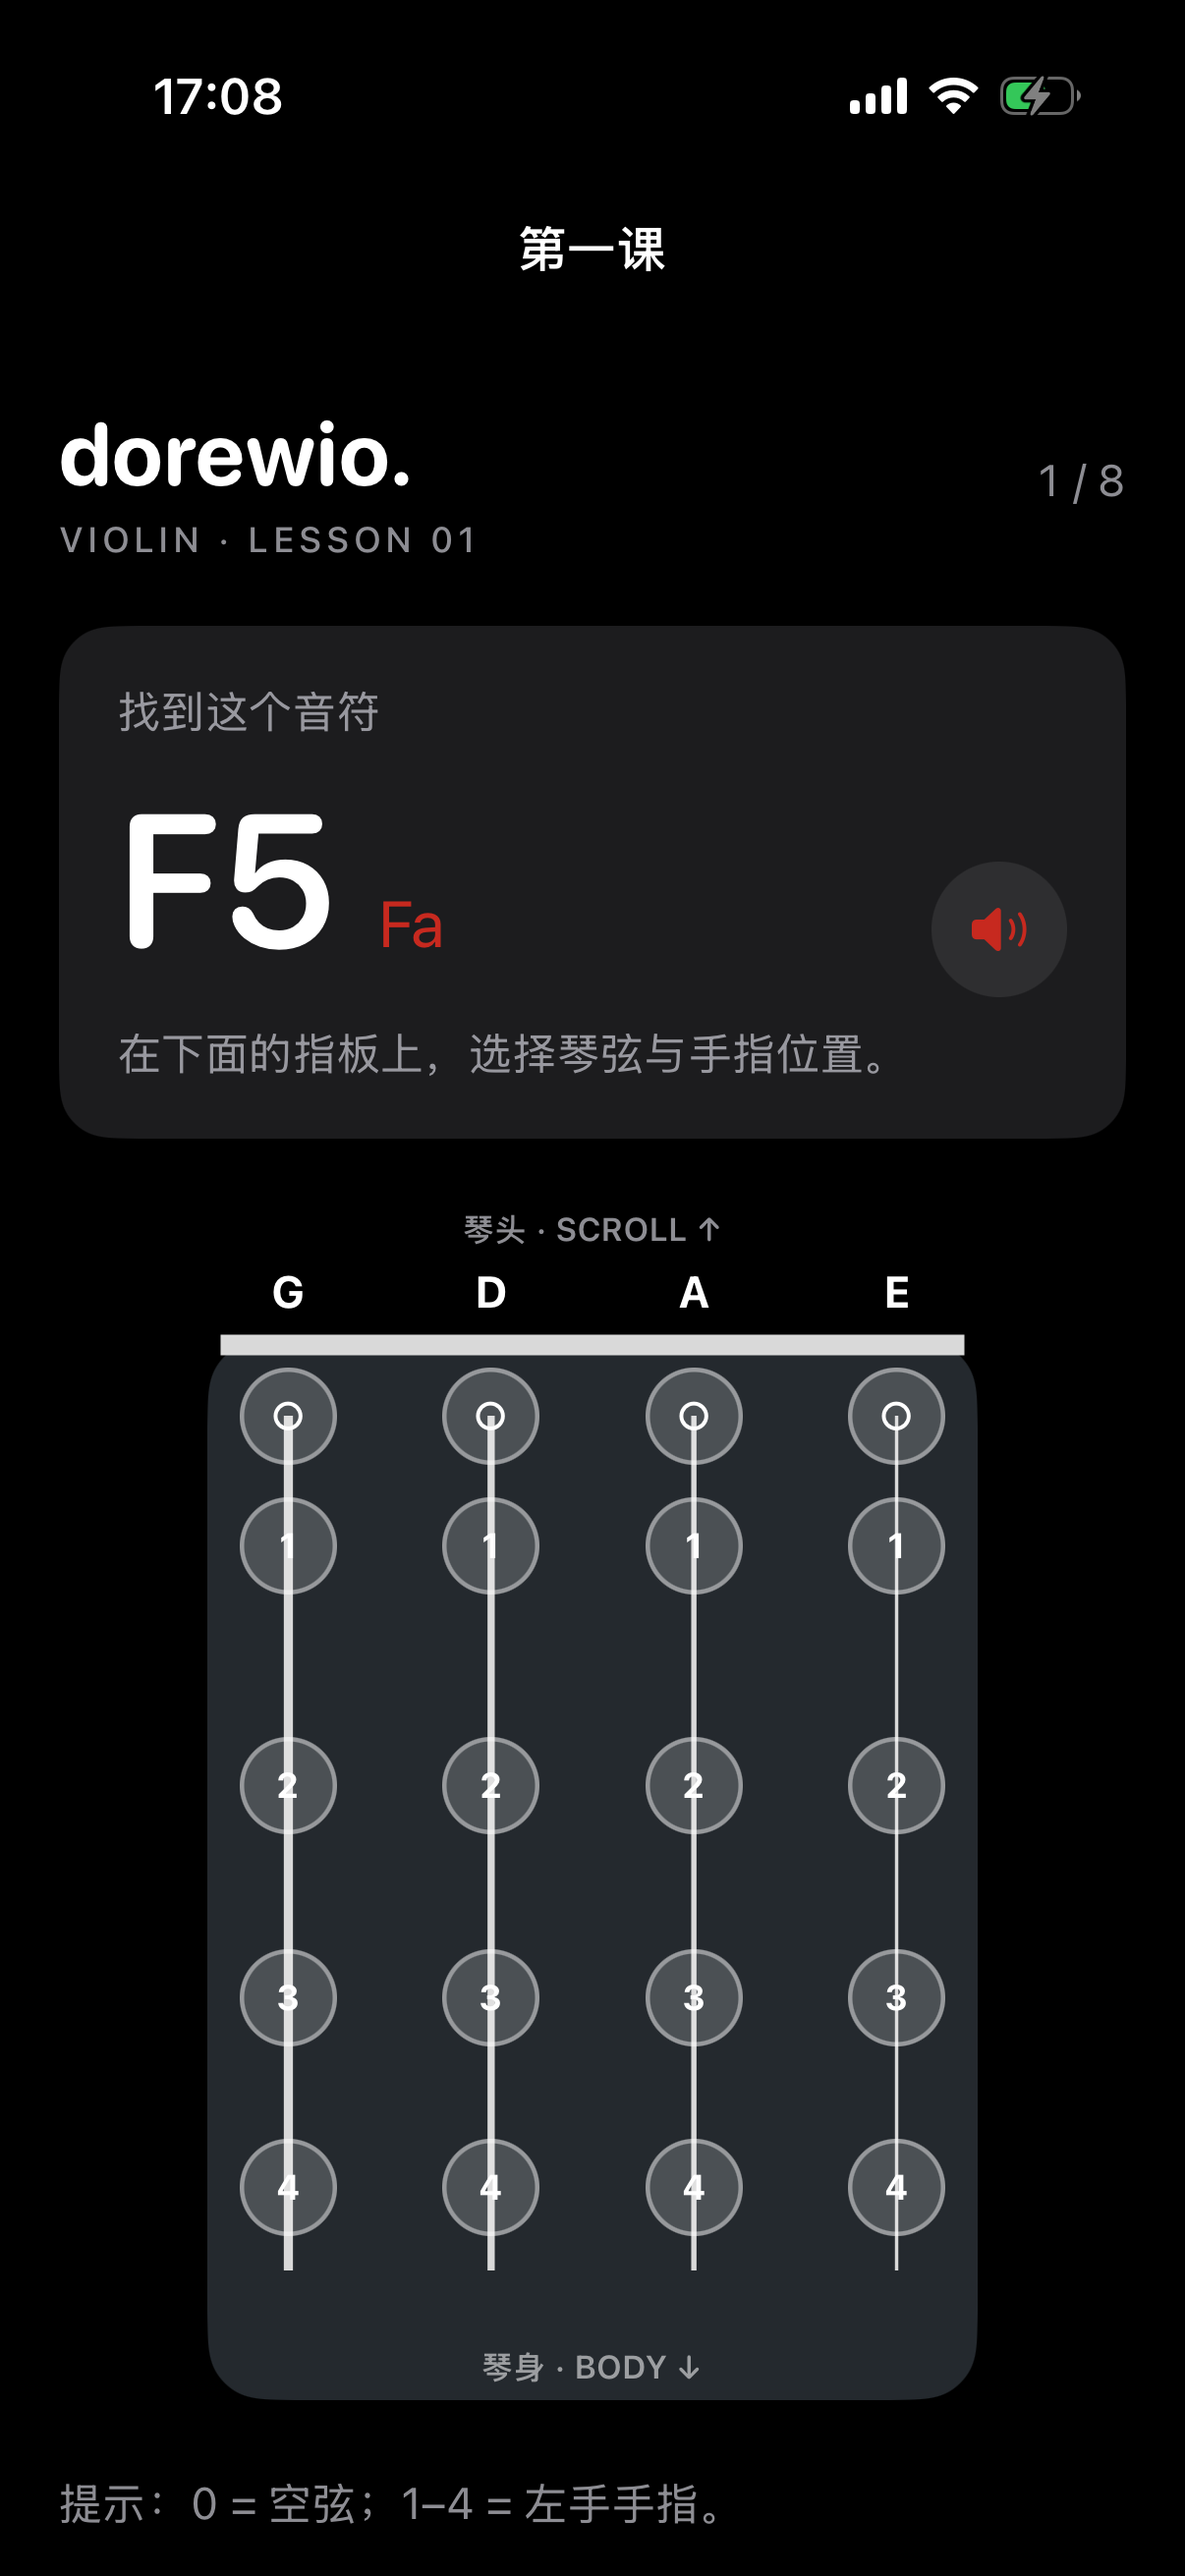 17:08
第一课
dorewio.
1 / 8
VIOLIN · LESSON 01
找到这个音符
F5 Fa
在下面的指板上，选择琴弦与手指位置。
琴头 · SCROLL ↑
G D A E
1 1 1 1
2 2 2 2
3 3 3 3
4 4 4 4
琴身 · BODY ↓
提示：0 = 空弦；1–4 = 左手手指。